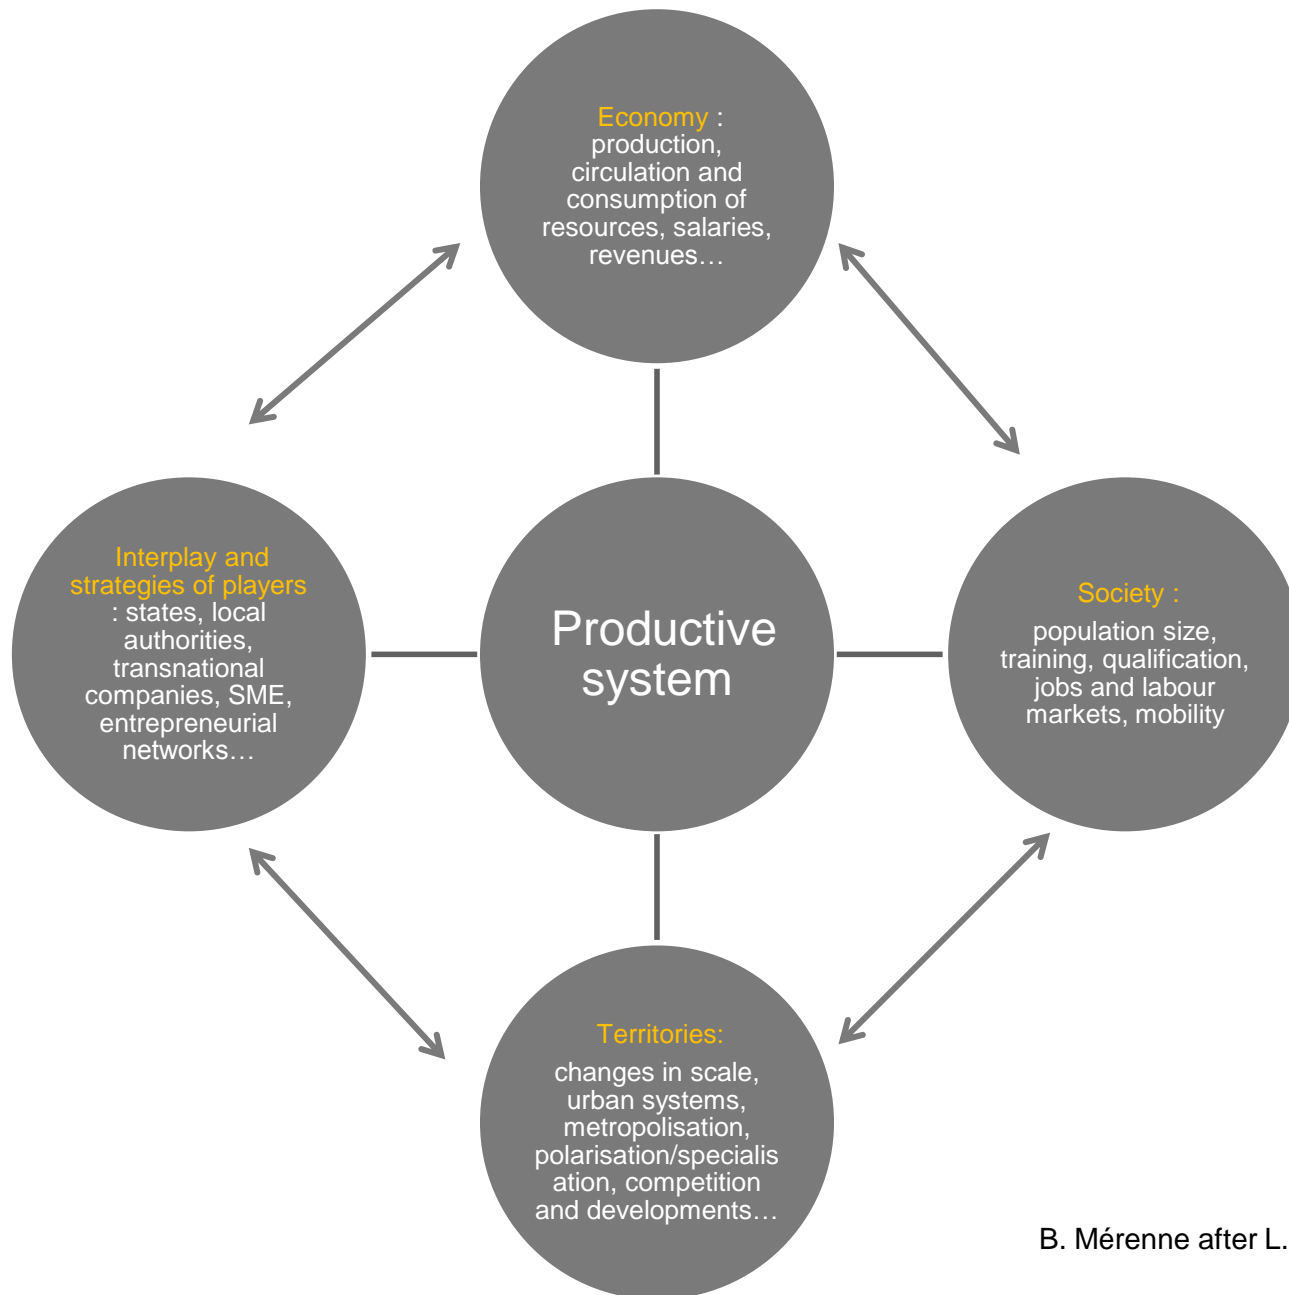 Economy :
production,
circulation and
consumption of
resources, salaries,
revenues…
Interplay and
strategies of players
: states, local
authorities,
transnational
companies, SME,
entrepreneurial
networks…
Productive
system
Society :
population size,
training, qualification,
jobs and labour
markets, mobility
Territories:
changes in scale,
urban systems,
metropolisation,
polarisation/specialis
ation, competition
and developments…
B. Mérenne after L.